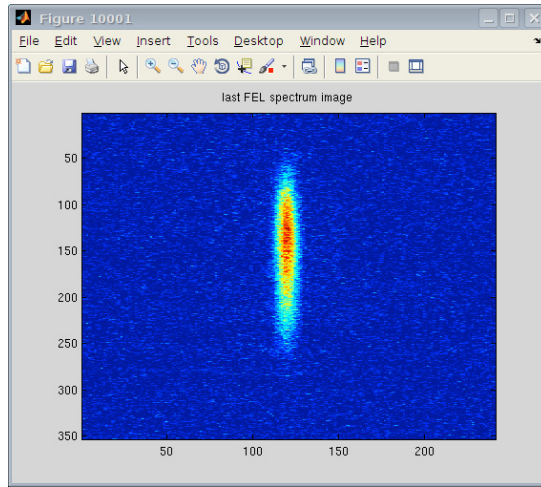 Figure 10001
File Edit View Insert Tools Desktop Window Help
last FEL spectrum image
50
100
150
200
250
300
350
50 100 150 200